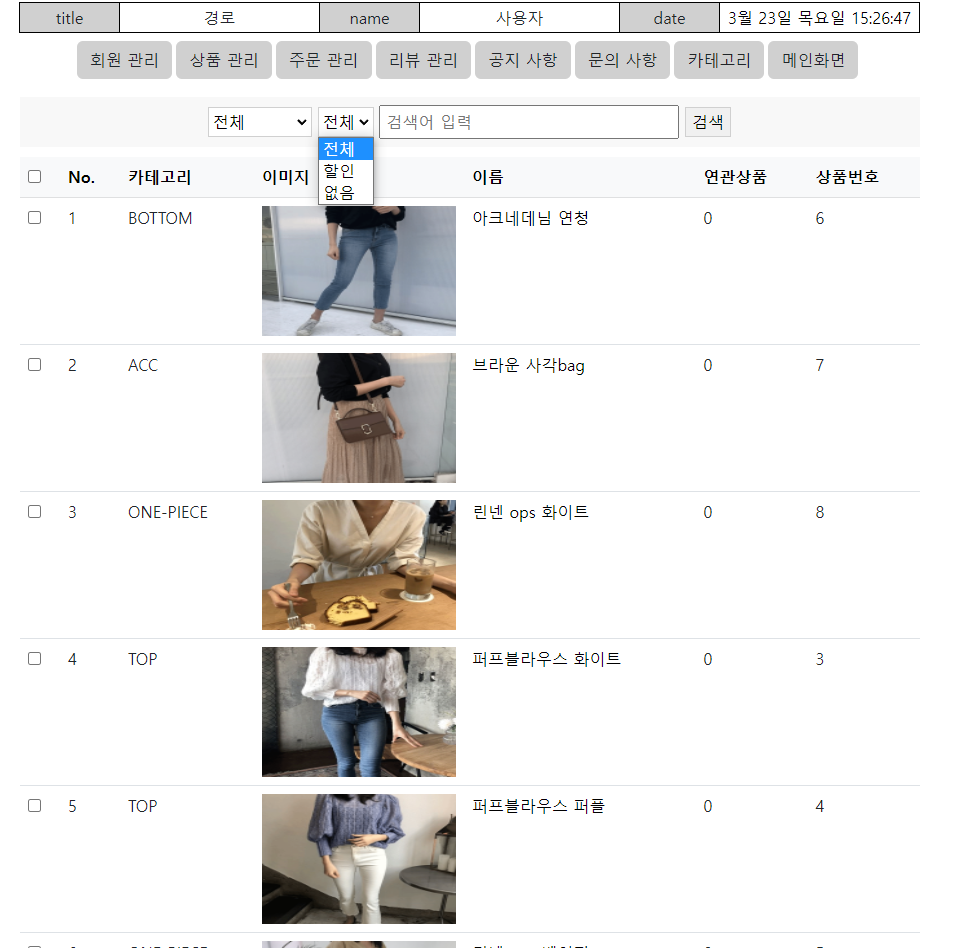 title 경로 name 사용자 date 3월 23일 목요일 15:26:47
회원 관리 상품 관리 주문 관리 리뷰 관리 공지 사항 문의 사항 카테고리 메인화면
전체 전체 검색어 입력 검색
전체
할인
없음
No. 카테고리 이미지 이름 연관상품 상품번호
1 BOTTOM 아크네데님 연청 0 6
2 ACC 브라운 사각bag 0 7
3 ONE-PIECE 린넨 ops 화이트 0 8
4 TOP 퍼프블라우스 화이트 0 3
5 TOP 퍼프블라우스 퍼플 0 4